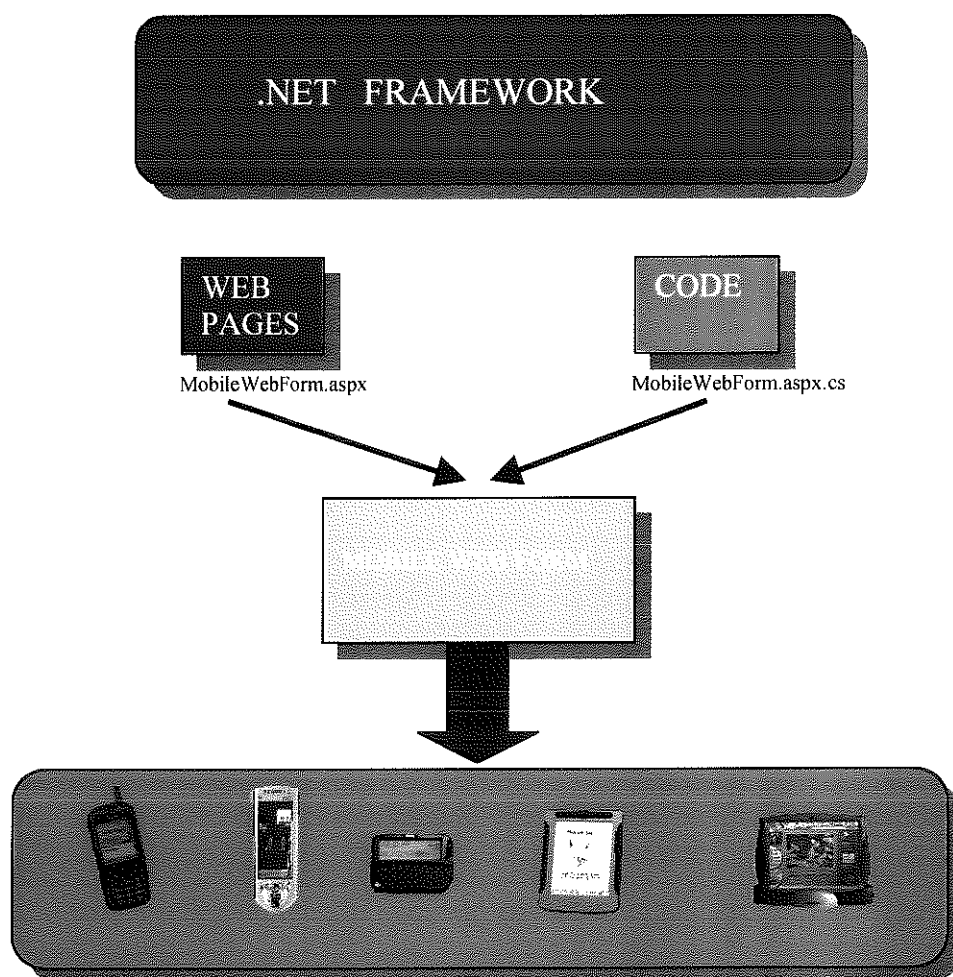 .NET FRAMEWORK
WEB
PAGES
CODE
MobileWebForm.aspx
MobileWebForm.aspx.cs